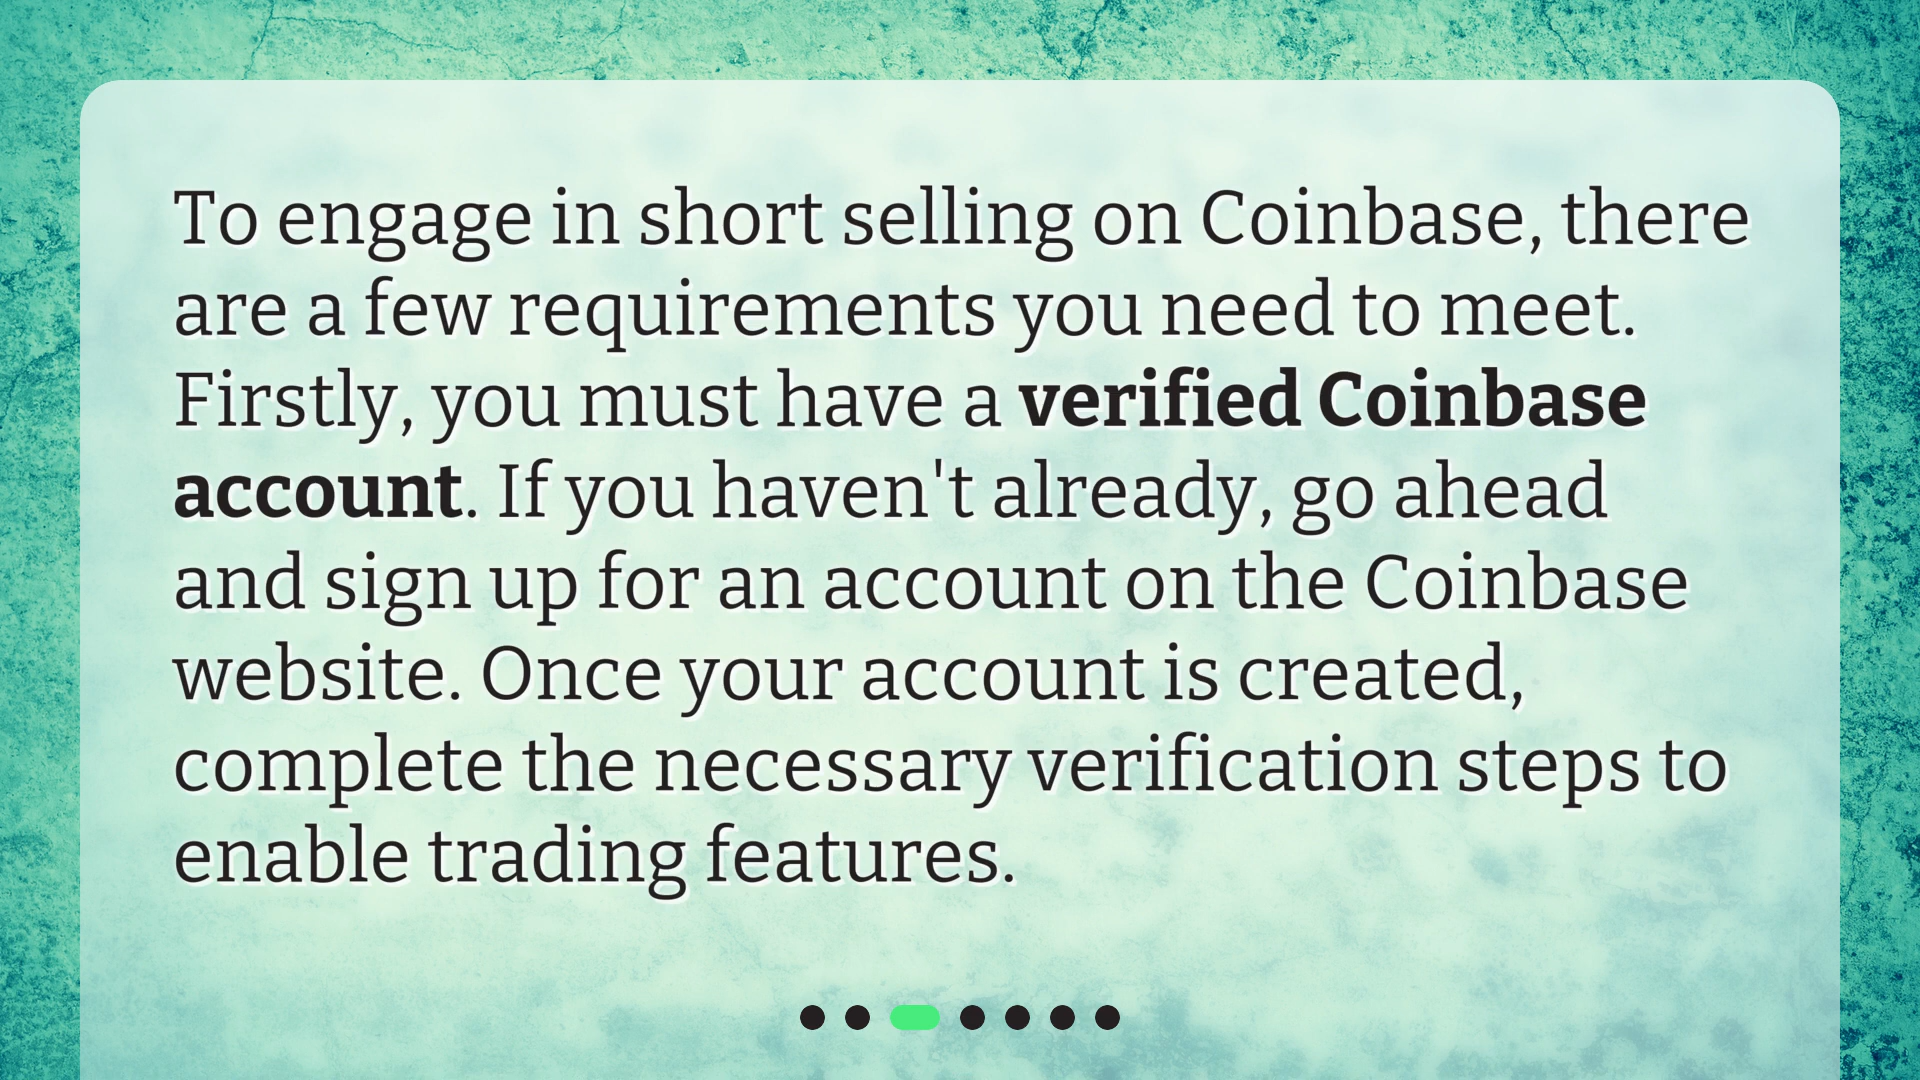 To engage in short selling on Coinbase, there
are a few requirements you need to meet.
Firstly, you must have a verified Coinbase
account. If you haven't already, go ahead
and sign up for an account on the Coinbase
website. Once your account is created,
complete the necessary verification steps to
enable trading features.